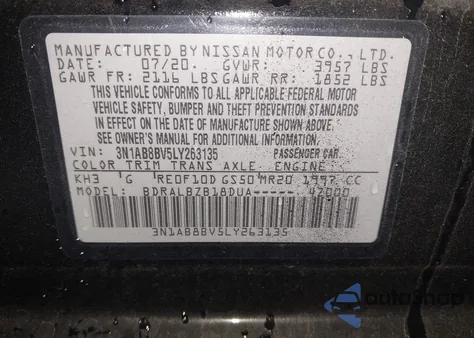 MANUFACTURED BY NISSAN MOTOR CO., LTD.
DATE: 07/20 GVWR: 3957 LBS
GAWR FR: 2116 LBS GAWR RR: 1852 LBS
THIS VEHICLE CONFORMS TO ALL APPLICABLE FEDERAL MOTOR
VEHICLE SAFETY, BUMPER AND THEFT PREVENTION STANDARDS
IN EFFECT ON THE DATE OF MANUFACTURE SHOWN ABOVE.
SEE OWNER'S MANUAL FOR ADDITIONAL INFORMATION.
VIN: 3N1AB8BV5LY263135 PASSENGER CAR
COLOR TRIM TRANS AXLE ENGINE
KH3 G RE0F10D GS50 MR20 1997 CC
MODEL: BDRALBZB18DUA----- 47000
3N1AB8BV5LY263135
autoSnap